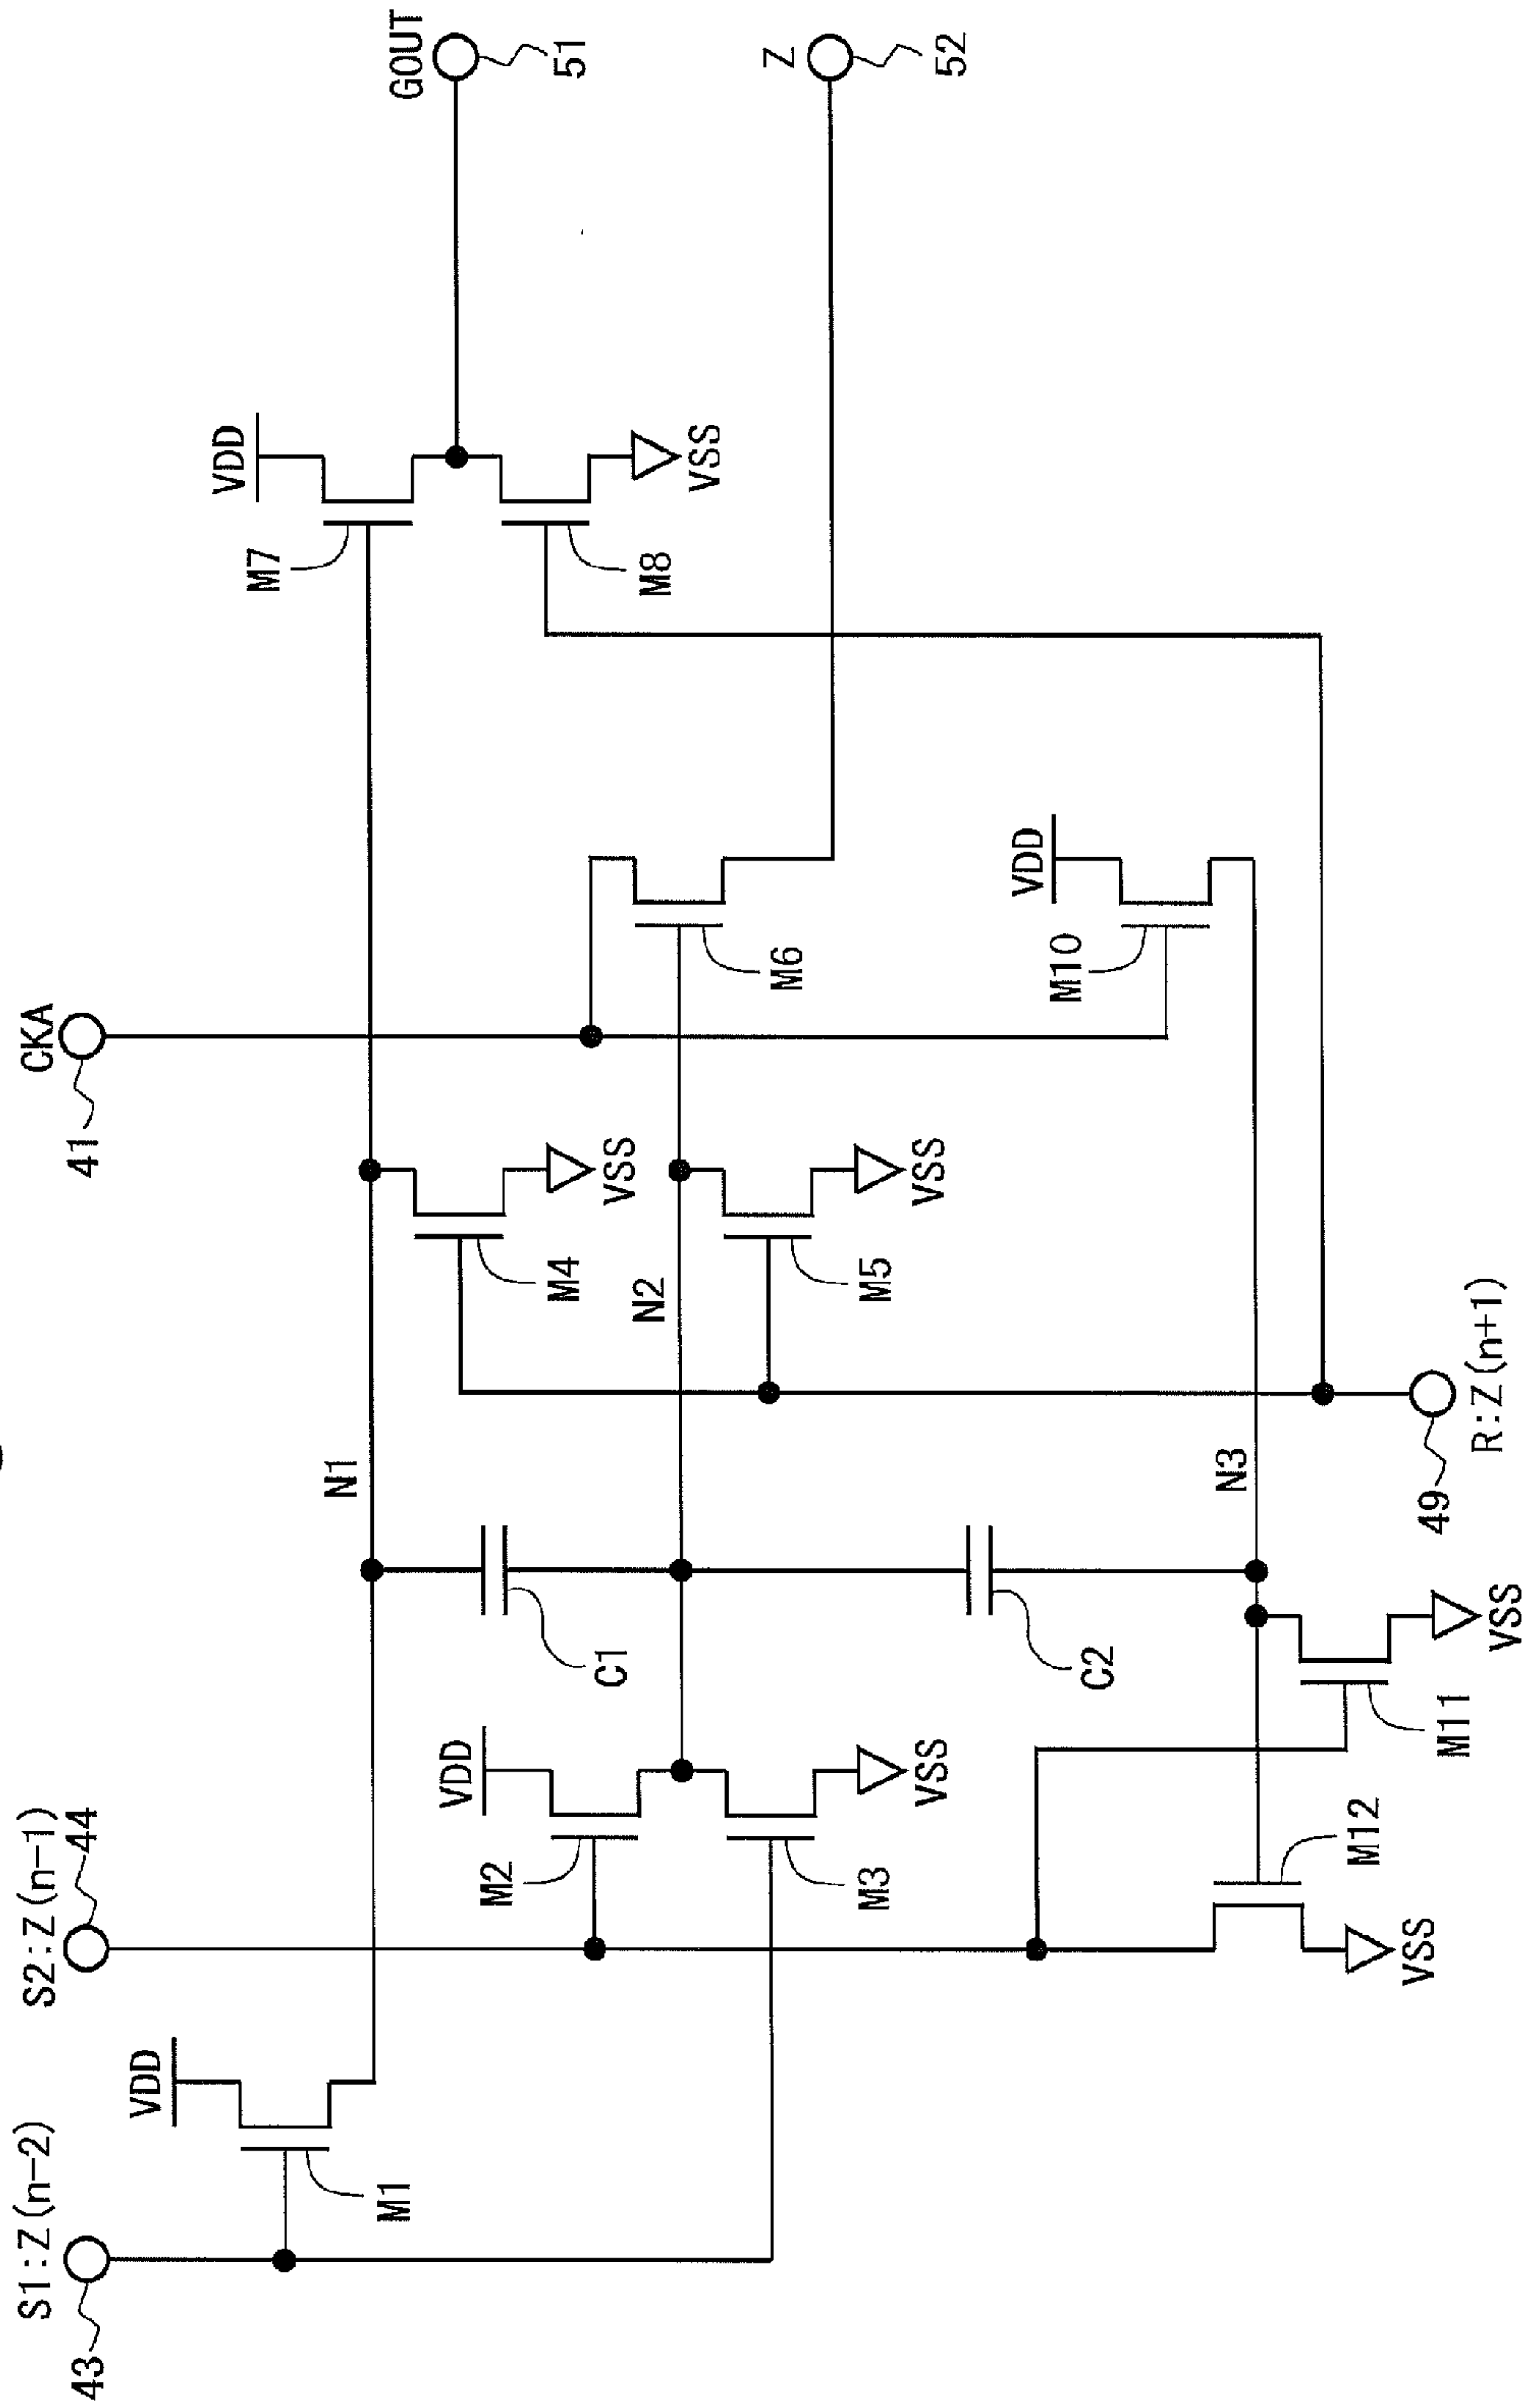 S1:Z(n-2)
43
S2:Z(n-1)
44
CKA
41
VDD
M1
VDD
M2
M3
VSS
N1
C1
N2
C2
M4
VSS
M5
VSS
M6
VDD
M7
M8
VSS
GOUT
51
Z
52
VDD
M10
N3
M12
VSS
M11
VSS
49
R:Z(n+1)